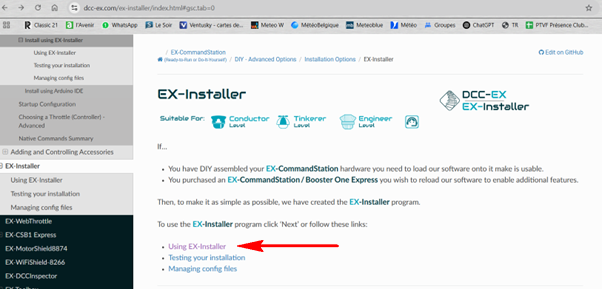 dcc-ex.com/ex-installer/index.html#gsc.tab=0
Classic 21 Actualité WhatsApp Le Soir Ventusky - cartes de... Meteo W MétéoBelgique Meteoblue Météo Groupes ChatGPT TR PTVF Présence Club...
Install using EX-Installer
Using EX-Installer
Testing your installation
Managing config files
Install using Arduino IDE
Startup Configuration
Choosing a Throttle (Controller) -
Advanced
Native Commands Summary
Adding and Controlling Accessories
EX-Installer
Using EX-Installer
Testing your installation
Managing config files
EX-WebThrottle
EX-CSB1 Express
EX-MotorShield8874
EX-WiFiShield-8266
EX-DCCInspector
EX-Toolbox
/ EX-CommandStation
(Ready to Run or Do It Yourself) / DIY - Advanced Options / Installation Options / EX-Installer
Edit on GitHub
EX-Installer
DCC-EX
EX-Installer
Suitable For: Conductor Level Tinkerer Level Engineer Level
If...
You have DIY assembled your EX-CommandStation hardware you need to load our software onto it make is usable.
You purchased an EX-CommandStation / Booster One Express you wish to reload our software to enable additional features.
Then, to make it as simple as possible, we have created the EX-Installer program.
To use the EX-Installer program click 'Next' or follow these links:
Using EX-Installer
Testing your installation
Managing config files